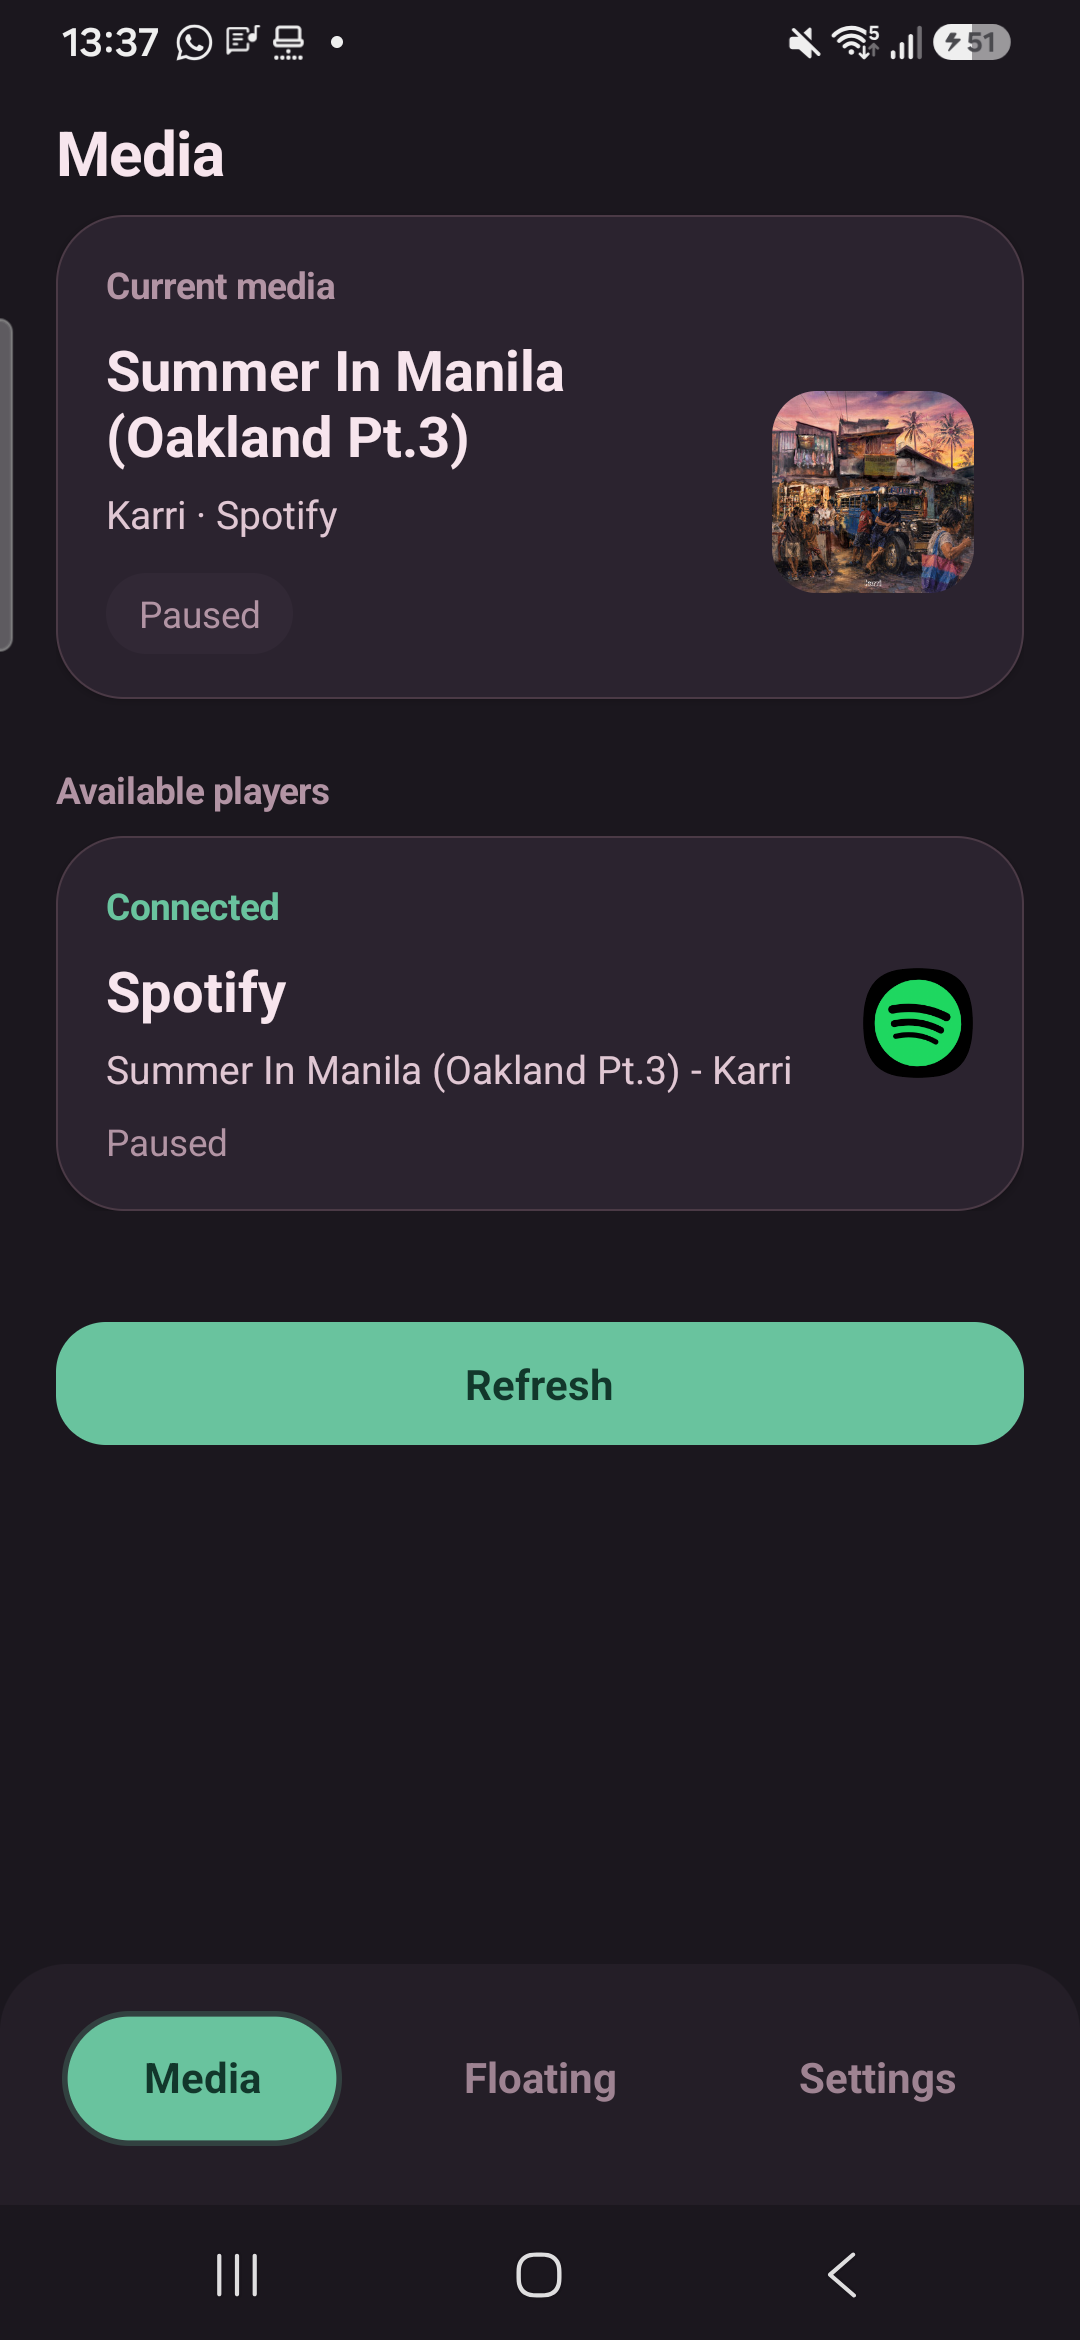 13:37
5
51
Media
Current media
Summer In Manila
(Oakland Pt.3)
Karri · Spotify
Paused
Available players
Connected
Spotify
Summer In Manila (Oakland Pt.3) - Karri
Paused
Refresh
Media
Floating
Settings